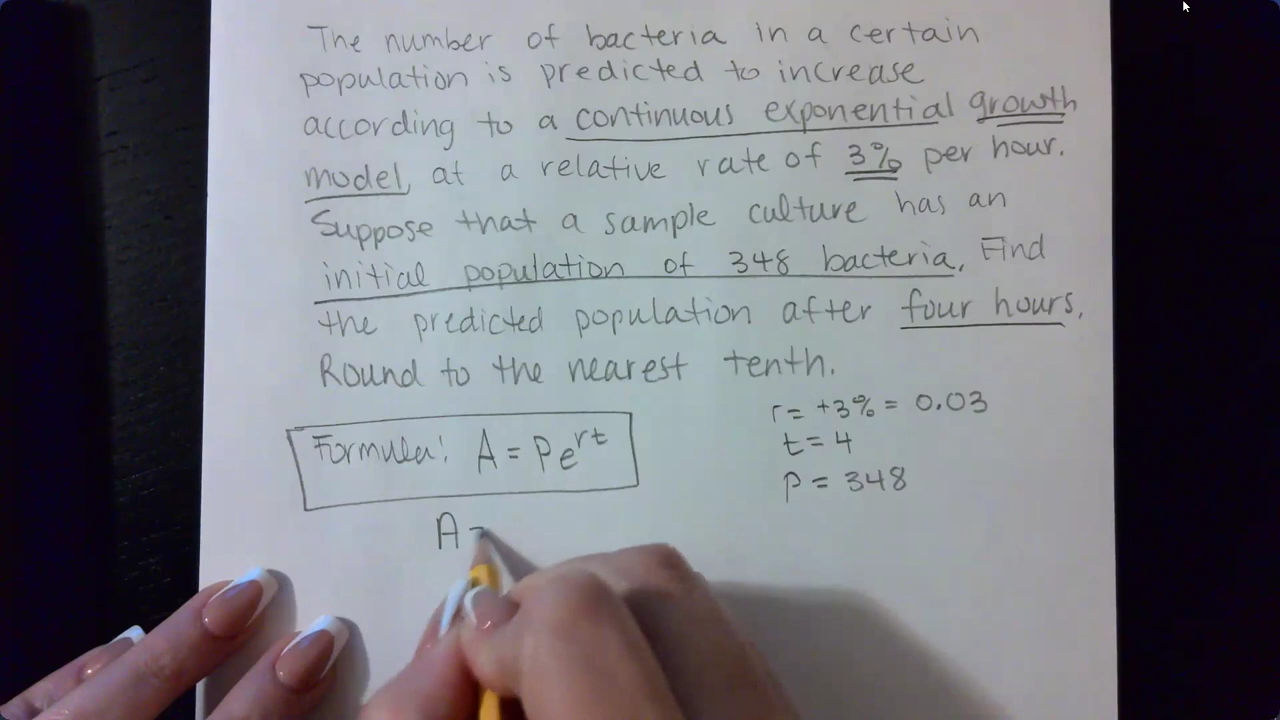 The number of bacteria in a certain
population is predicted to increase
according to a continuous exponential growth
model, at a relative rate of 3% per hour.
Suppose that a sample culture has an
initial population of 348 bacteria. Find
the predicted population after four hours.
Round to the nearest tenth.
r = +3% = 0.03
t = 4
P = 348
Formula: A = Pe^{rt}
A =